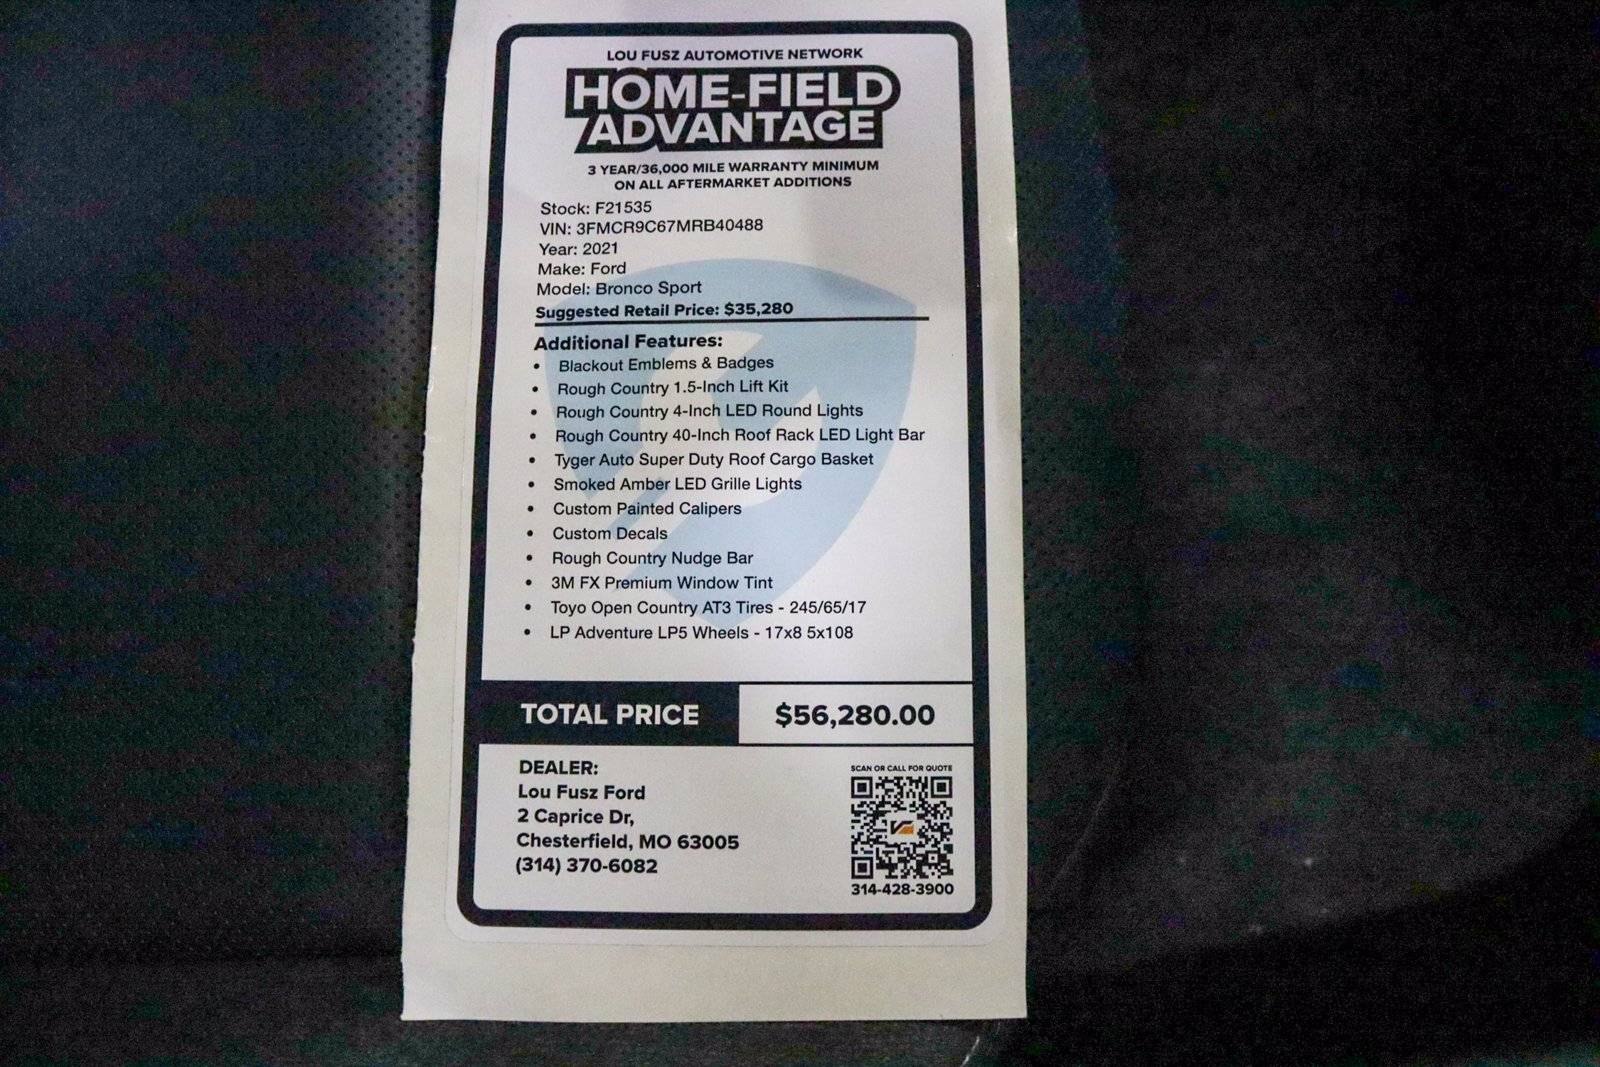 LOU FUSZ AUTOMOTIVE NETWORK
HOME-FIELD
ADVANTAGE
3 YEAR/36,000 MILE WARRANTY MINIMUM
ON ALL AFTERMARKET ADDITIONS
Stock: F21535
VIN: 3FMCR9C67MRB40488
Year: 2021
Make: Ford
Model: Bronco Sport
Suggested Retail Price: $35,280
Additional Features:
• Blackout Emblems & Badges
• Rough Country 1.5-Inch Lift Kit
• Rough Country 4-Inch LED Round Lights
• Rough Country 40-Inch Roof Rack LED Light Bar
• Tyger Auto Super Duty Roof Cargo Basket
• Smoked Amber LED Grille Lights
• Custom Painted Calipers
• Custom Decals
• Rough Country Nudge Bar
• 3M FX Premium Window Tint
• Toyo Open Country AT3 Tires - 245/65/17
• LP Adventure LP5 Wheels - 17x8 5x108
TOTAL PRICE $56,280.00
DEALER:
Lou Fusz Ford
2 Caprice Dr,
Chesterfield, MO 63005
(314) 370-6082
SCAN OR CALL FOR QUOTE
314-428-3900